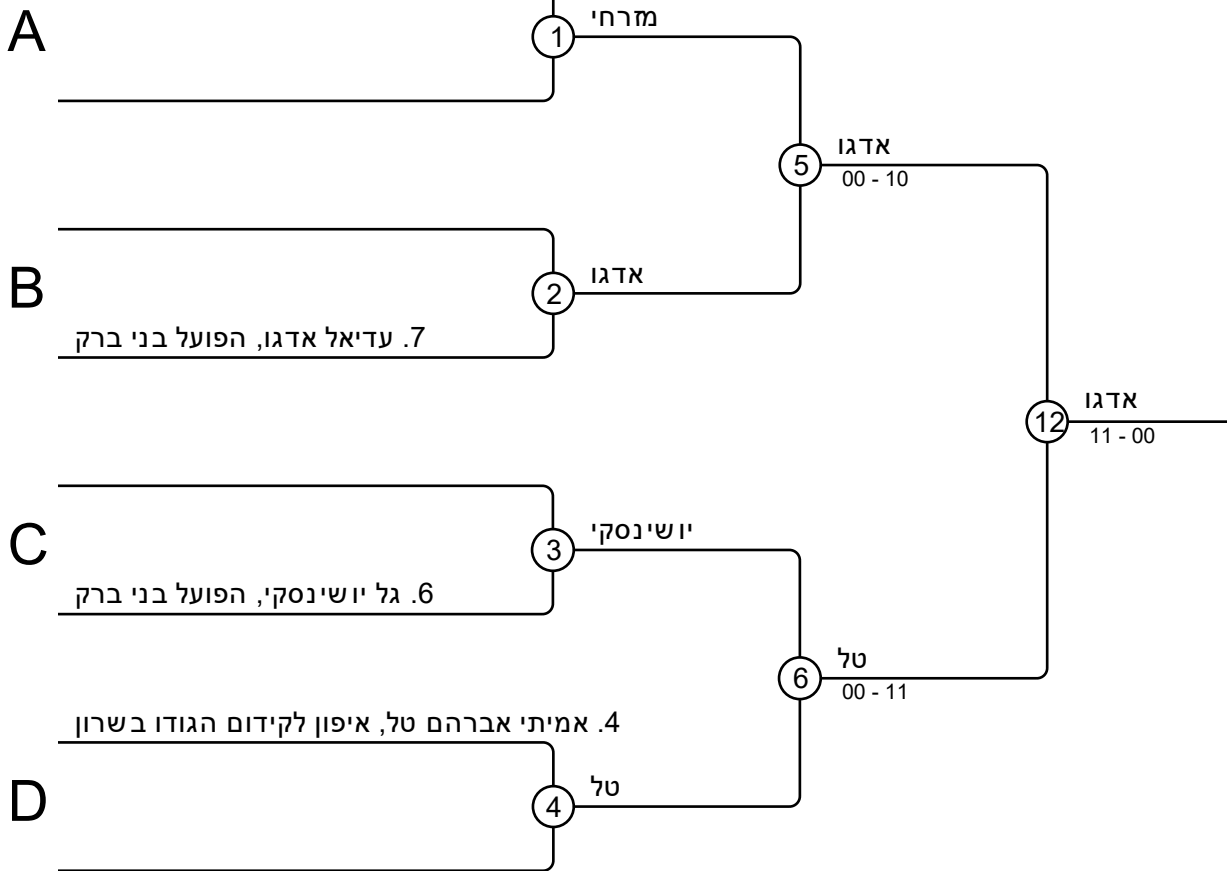 A
1
מזרחי
5
אדגו
00 - 10
B
2
אדגו
7. עדיאל אדגו, הפועל בני ברק
12
אדגו
11 - 00
C
3
יושינסקי
6. גל יושינסקי, הפועל בני ברק
6
טל
00 - 11
4. אמיתי אברהם טל, איפון לקידום הגודו בשרון
D
4
טל